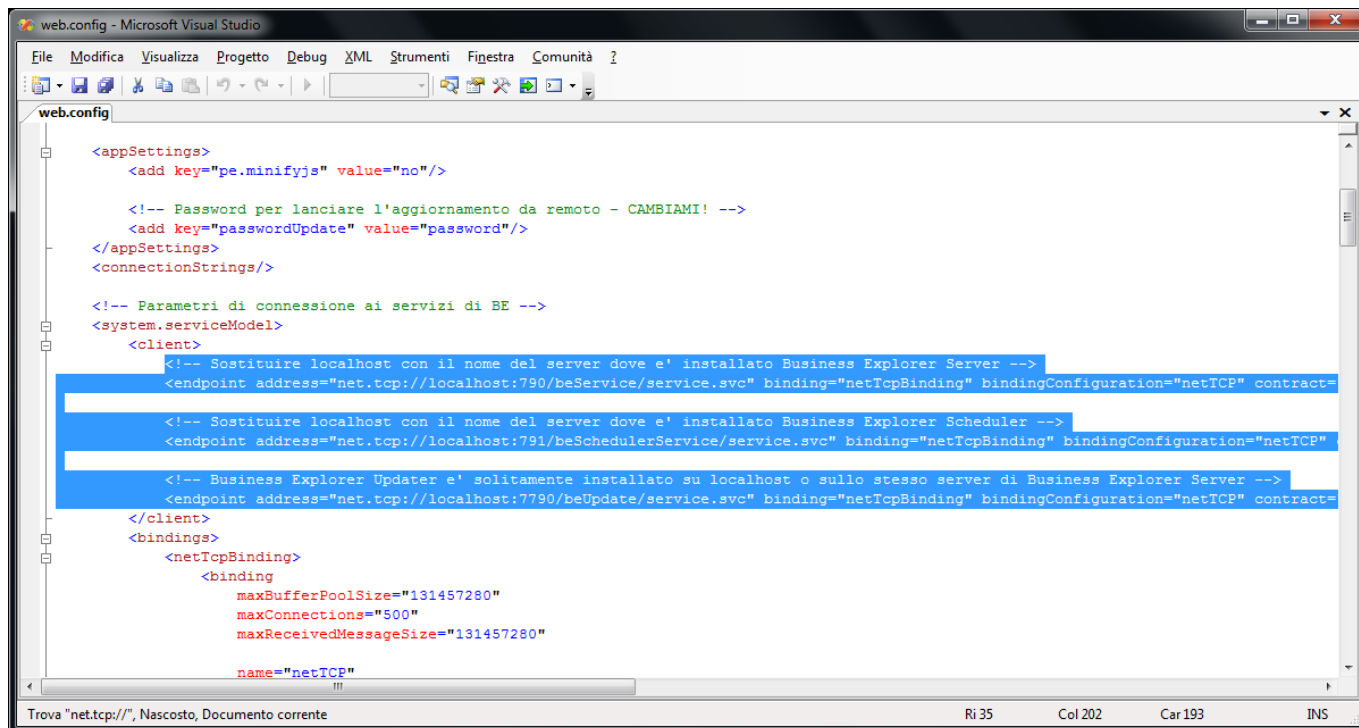 web.config - Microsoft Visual Studio
File Modifica Visualizza Progetto Debug XML Strumenti Finestra Comunità ?
web.config
<appSettings>
<add key="pe.minifyjs" value="no"/>
<!-- Password per lanciare l'aggiornamento da remoto - CAMBIAMI! -->
<add key="passwordUpdate" value="password"/>
</appSettings>
<connectionStrings/>
<!-- Parametri di connessione ai servizi di BE -->
<system.serviceModel>
<client>
<!-- Sostituire localhost con il nome del server dove e' installato Business Explorer Server -->
<endpoint address="net.tcp://localhost:790/beService/service.svc" binding="netTcpBinding" bindingConfiguration="netTCP" contract=
<!-- Sostituire localhost con il nome del server dove e' installato Business Explorer Scheduler -->
<endpoint address="net.tcp://localhost:791/beSchedulerService/service.svc" binding="netTcpBinding" bindingConfiguration="netTCP"
<!-- Business Explorer Updater e' solitamente installato su localhost o sullo stesso server di Business Explorer Server -->
<endpoint address="net.tcp://localhost:7790/beUpdate/service.svc" binding="netTcpBinding" bindingConfiguration="netTCP" contract=
</client>
<bindings>
<netTcpBinding>
<binding
maxBufferPoolSize="131457280"
maxConnections="500"
maxReceivedMessageSize="131457280"
name="netTCP"
Trova "net.tcp://", Nascosto, Documento corrente Ri 35 Col 202 Car 193 INS